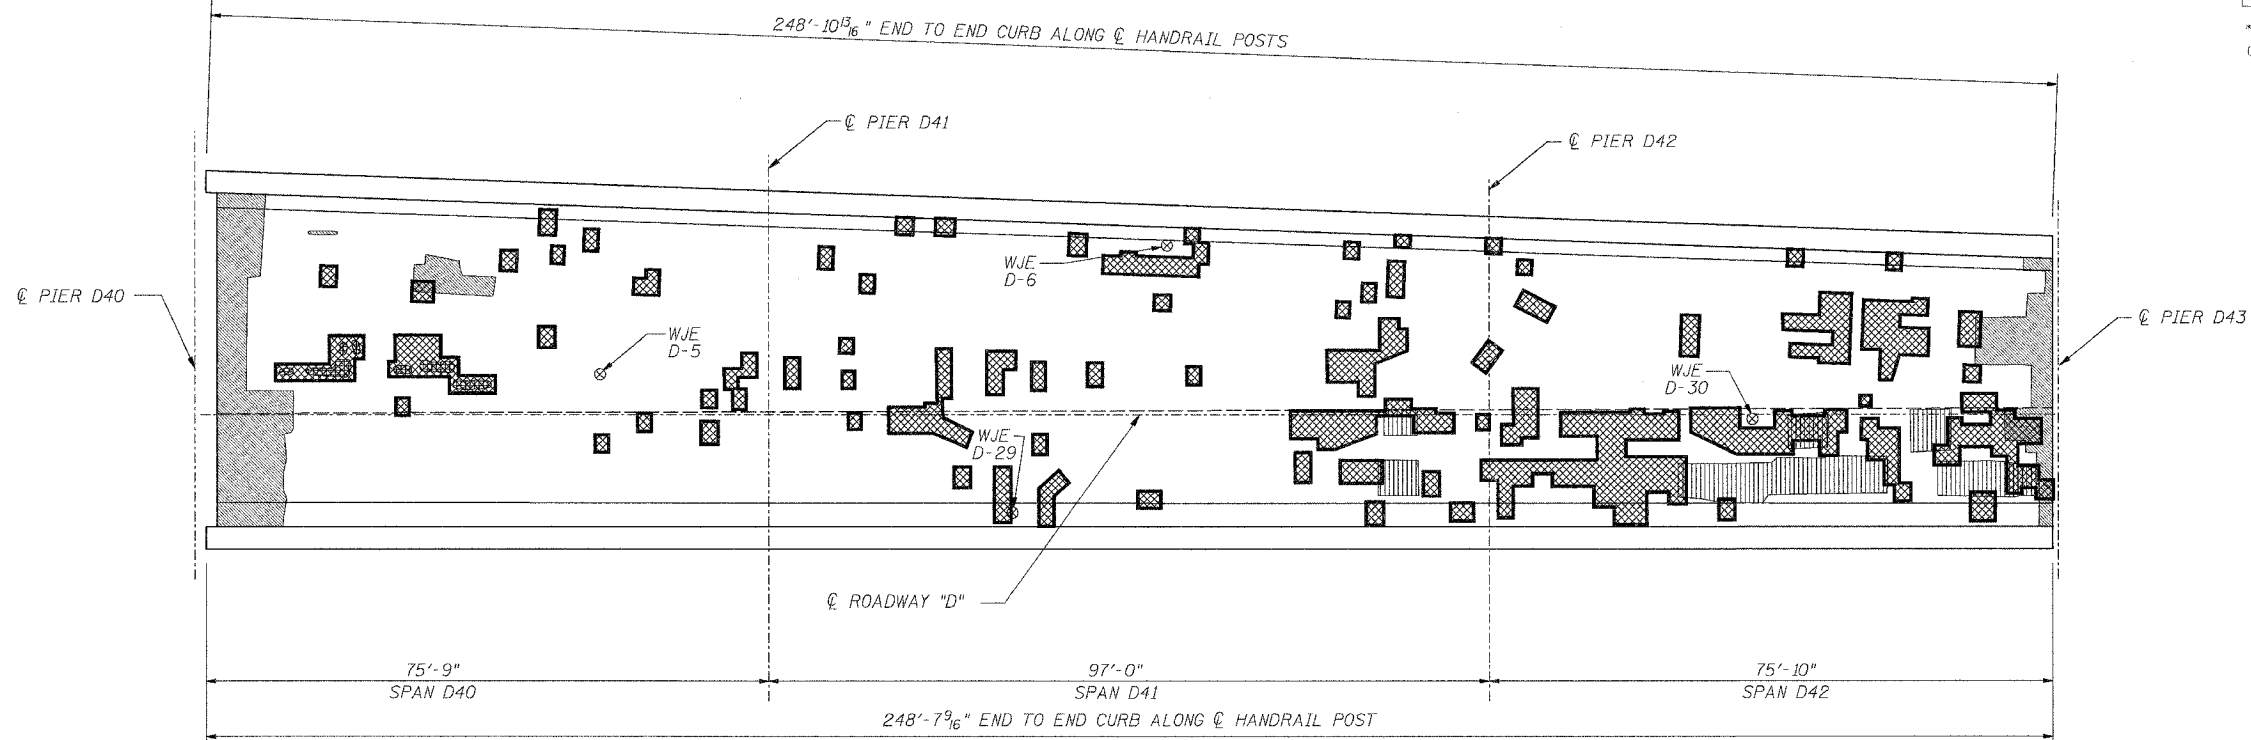 248'-10 13/16" END TO END CURB ALONG ℄ HANDRAIL POSTS
℄ PIER D41
℄ PIER D42
℄ PIER D40
℄ PIER D43
WJE
D-6
WJE
D-5
WJE
D-30
WJE
D-29
℄ ROADWAY "D"
75'-9"
SPAN D40
97'-0"
SPAN D41
75'-10"
SPAN D42
248'-7 9/16" END TO END CURB ALONG ℄ HANDRAIL POST